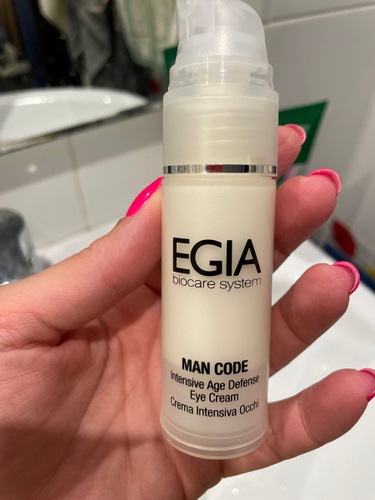 EGIA
biocare system
MAN CODE
Intensive Age Defense
Eye Cream
Crema Intensiva Occhi